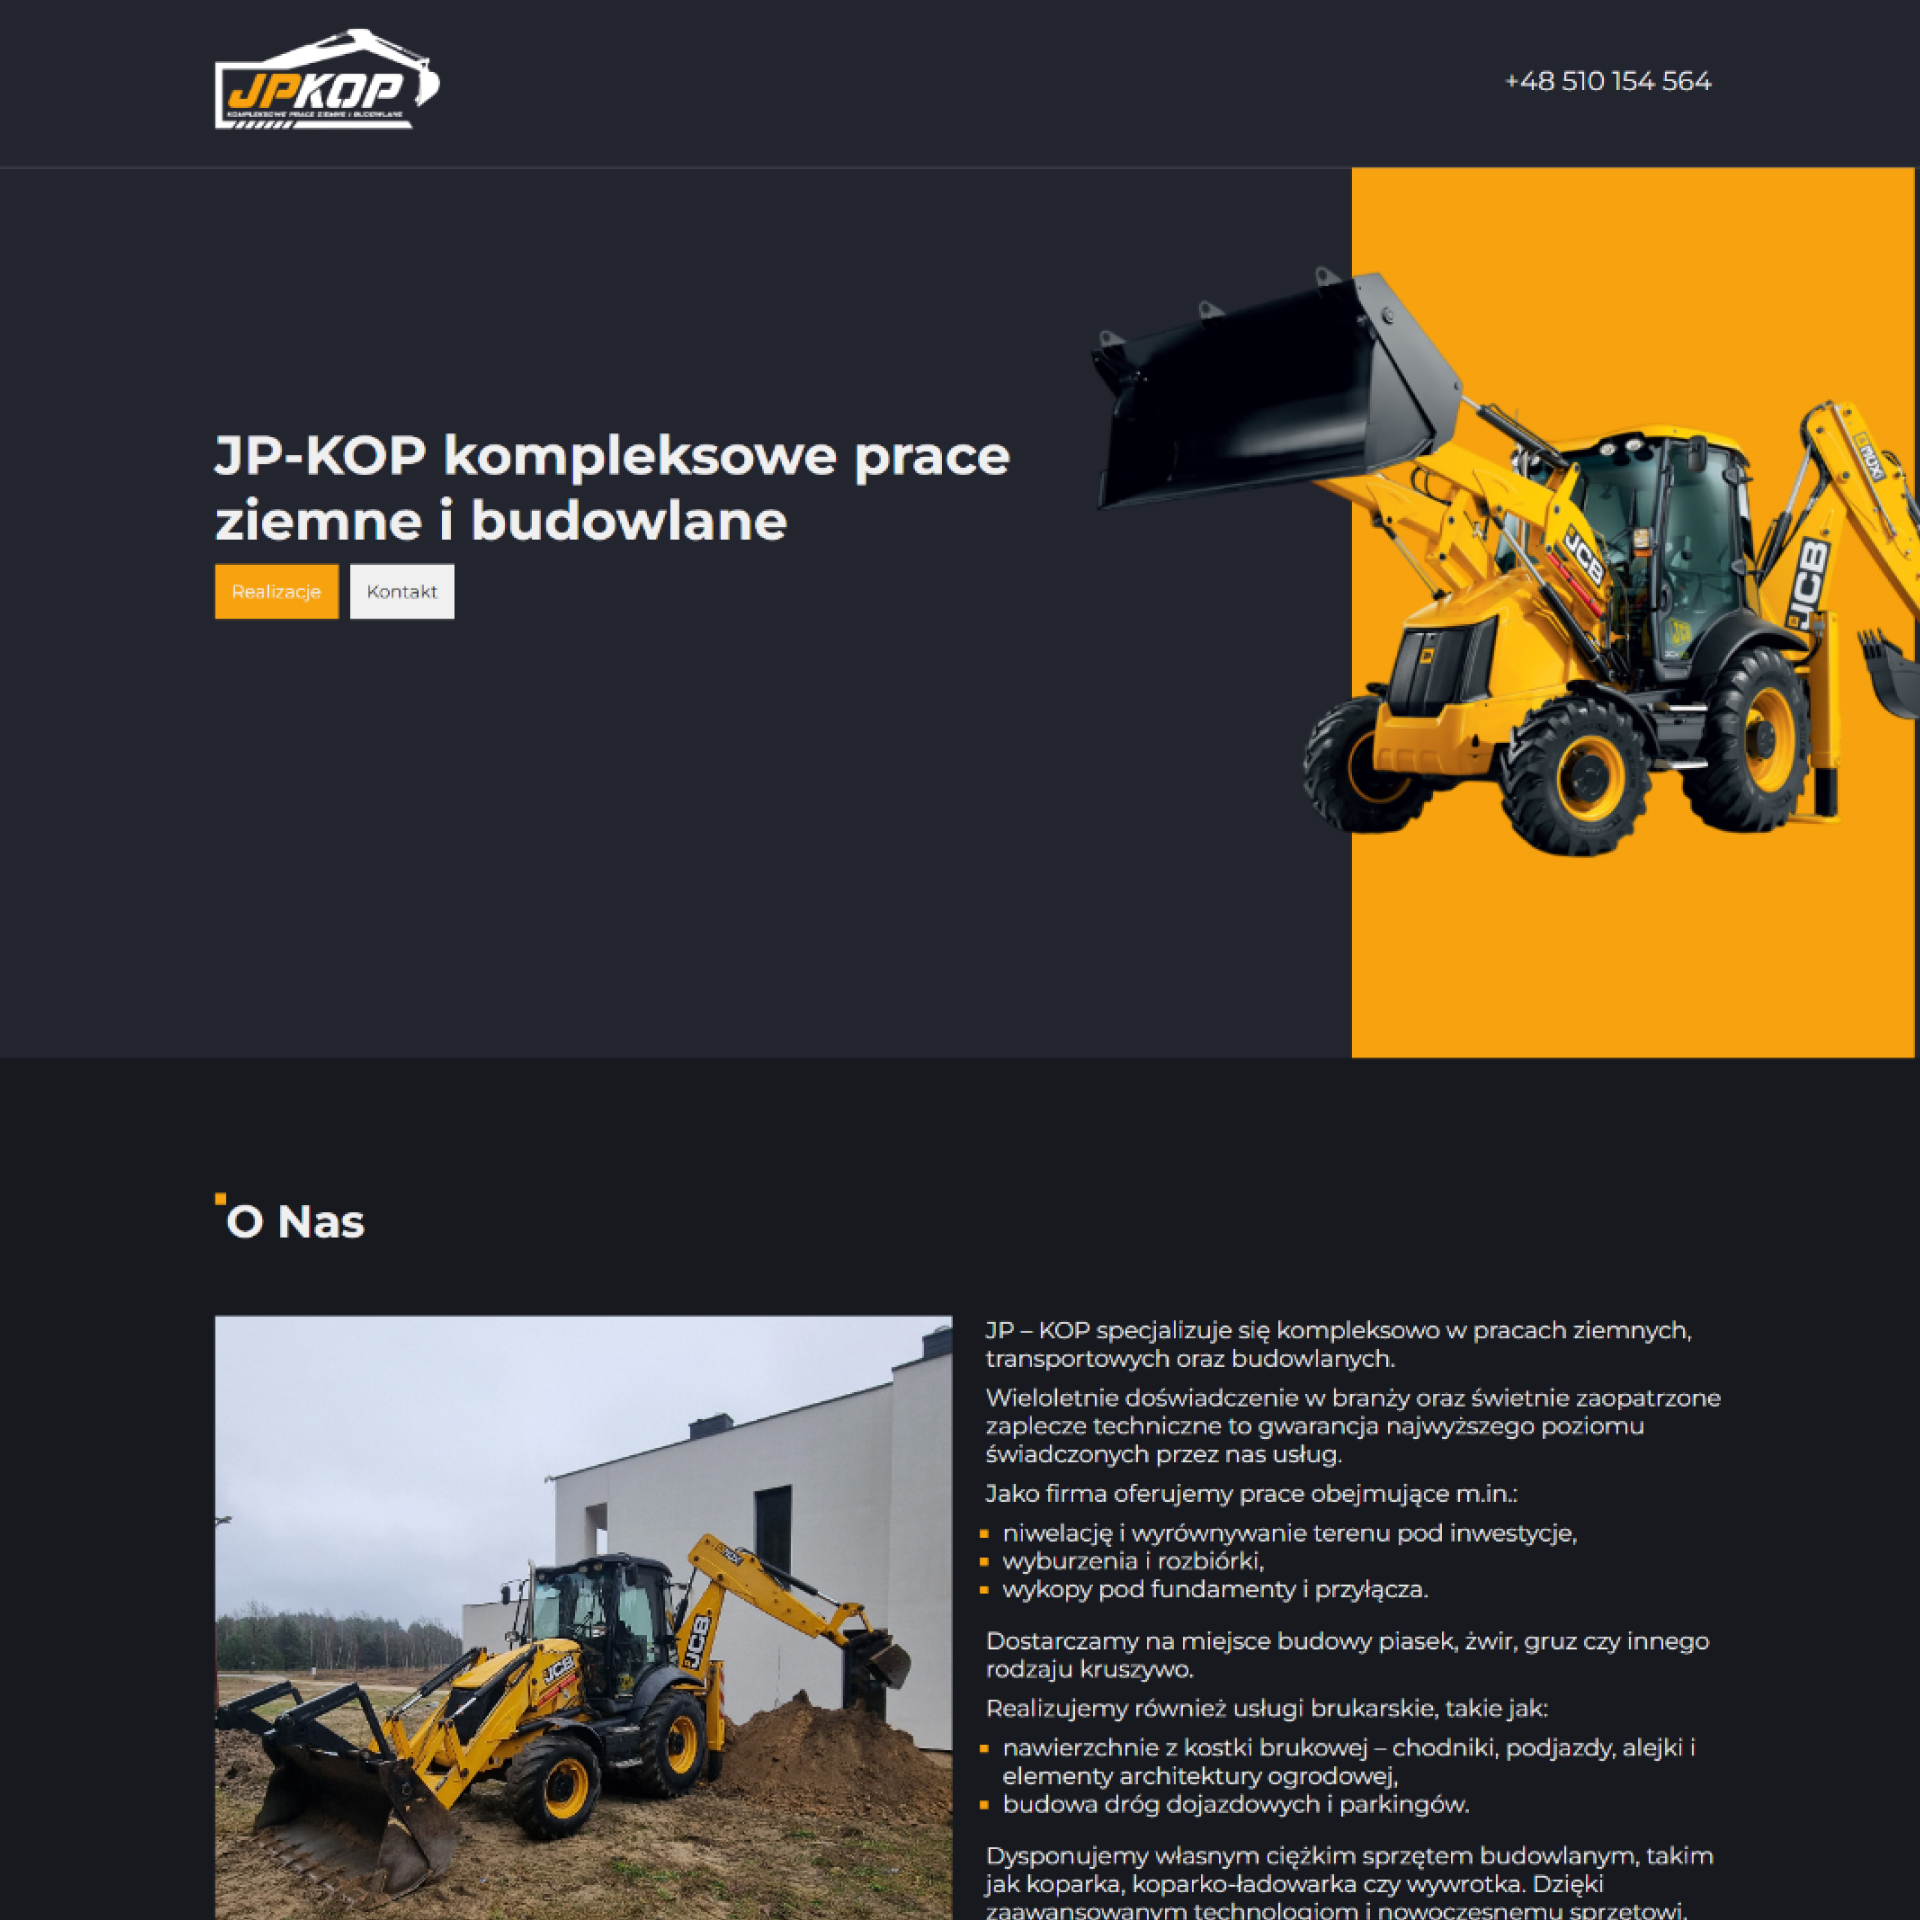 JPKOP
KOMPLEKSOWE PRACE ZIEMNE I BUDOWLANE
+48 510 154 564
JP-KOP kompleksowe prace
ziemne i budowlane
Realizacje Kontakt
JCB
JCB
O Nas
JP – KOP specjalizuje się kompleksowo w pracach ziemnych,
transportowych oraz budowlanych.
Wieloletnie doświadczenie w branży oraz świetnie zaopatrzone
zaplecze techniczne to gwarancja najwyższego poziomu
świadczonych przez nas usług.
Jako firma oferujemy prace obejmujące m.in.:
niwelację i wyrównywanie terenu pod inwestycje,
wyburzenia i rozbiórki,
wykopy pod fundamenty i przyłącza.
Dostarczamy na miejsce budowy piasek, żwir, gruz czy innego
rodzaju kruszywo.
Realizujemy również usługi brukarskie, takie jak:
nawierzchnie z kostki brukowej – chodniki, podjazdy, alejki i
elementy architektury ogrodowej,
budowa dróg dojazdowych i parkingów.
Dysponujemy własnym ciężkim sprzętem budowlanym, takim
jak koparka, koparko-ładowarka czy wywrotka. Dzięki
zaawansowanym technologiom i nowoczesnemu sprzętowi,
JCB
JCB